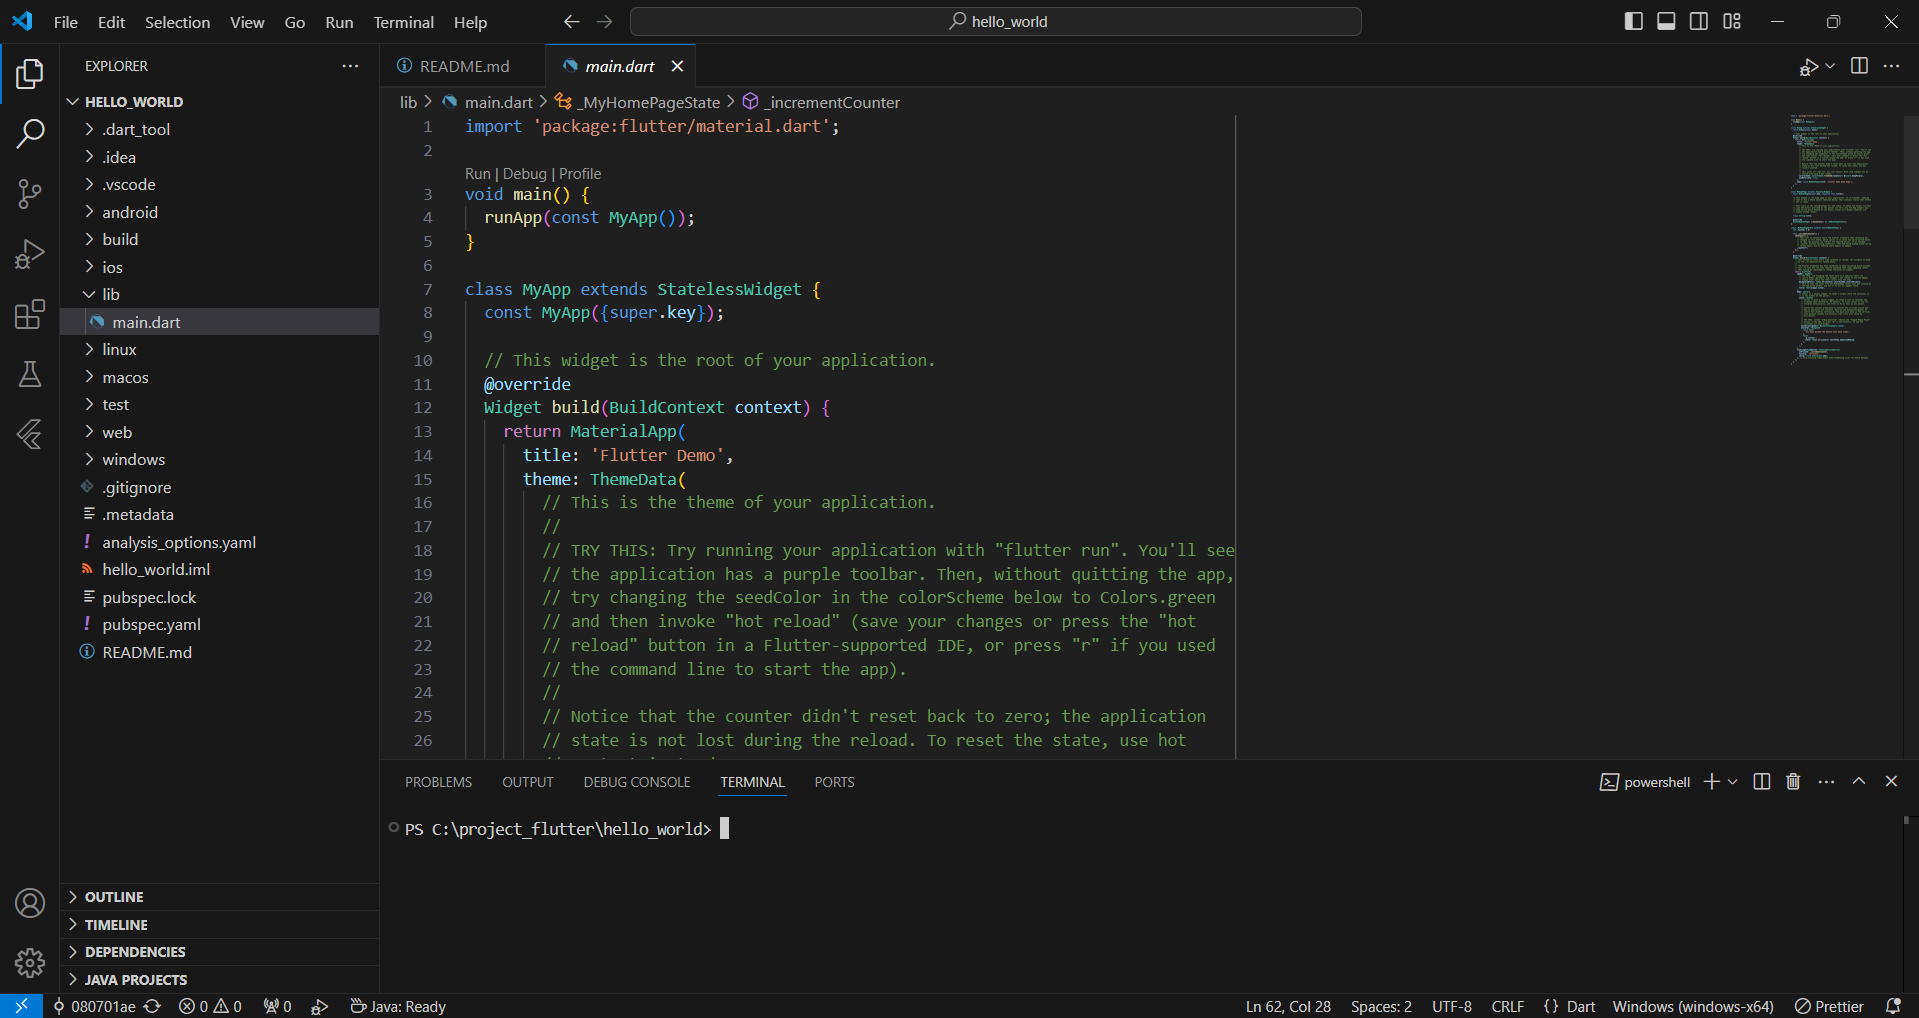 File Edit Selection View Go Run Terminal Help
hello_world
EXPLORER
HELLO_WORLD
.dart_tool
.idea
.vscode
android
build
ios
lib
main.dart
linux
macos
test
web
windows
.gitignore
.metadata
analysis_options.yaml
hello_world.iml
pubspec.lock
pubspec.yaml
README.md
OUTLINE
TIMELINE
DEPENDENCIES
JAVA PROJECTS
README.md main.dart
lib main.dart _MyHomePageState _incrementCounter
1 import 'package:flutter/material.dart';
2
Run | Debug | Profile
3 void main() {
4 runApp(const MyApp());
5 }
6
7 class MyApp extends StatelessWidget {
8 const MyApp({super.key});
9
10 // This widget is the root of your application.
11 @override
12 Widget build(BuildContext context) {
13 return MaterialApp(
14 title: 'Flutter Demo',
15 theme: ThemeData(
16 // This is the theme of your application.
17 //
18 // TRY THIS: Try running your application with "flutter run". You'll see
19 // the application has a purple toolbar. Then, without quitting the app,
20 // try changing the seedColor in the colorScheme below to Colors.green
21 // and then invoke "hot reload" (save your changes or press the "hot
22 // reload" button in a Flutter-supported IDE, or press "r" if you used
23 // the command line to start the app).
24 //
25 // Notice that the counter didn't reset back to zero; the application
26 // state is not lost during the reload. To reset the state, use hot
PROBLEMS OUTPUT DEBUG CONSOLE TERMINAL PORTS
powershell
PS C:\project_flutter\hello_world>
080701ae 0 0 0 Java: Ready
Ln 62, Col 28 Spaces: 2 UTF-8 CRLF {} Dart Windows (windows-x64) Prettier